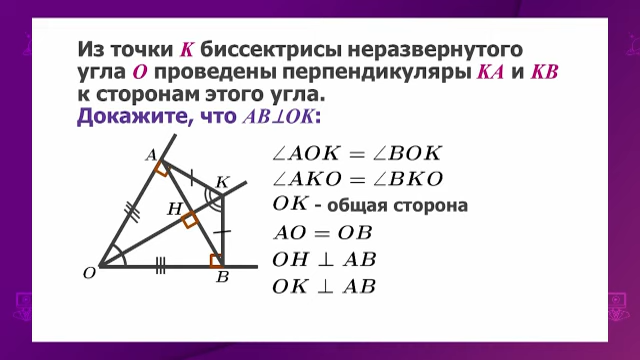 Из точки K биссектрисы неразвернутого
угла O проведены перпендикуляры KA и KB
к сторонам этого угла.
Докажите, что AB⊥OK:
∠AOK = ∠BOK
∠AKO = ∠BKO
OK - общая сторона
AO = OB
OH ⊥ AB
OK ⊥ AB
A
K
H
O
B